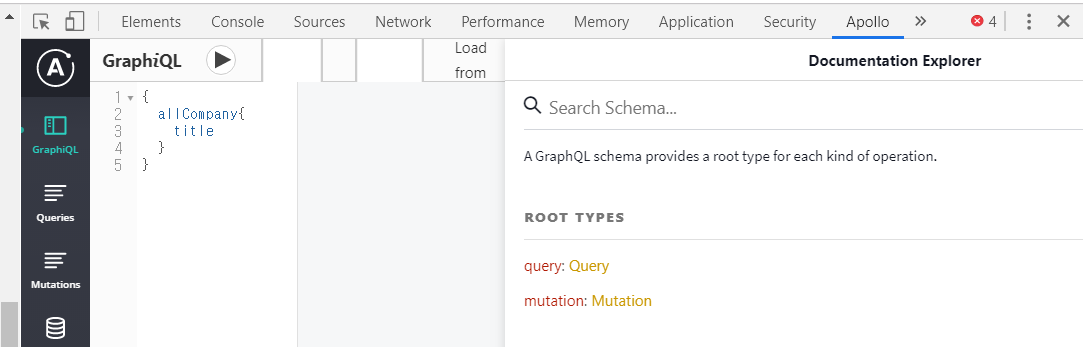 Elements Console Sources Network Performance Memory Application Security Apollo » 4
GraphiQL
Load
from
Documentation Explorer
1 {
2 allCompany{
3 title
4 }
5 }
Search Schema...
A GraphQL schema provides a root type for each kind of operation.
ROOT TYPES
query: Query
mutation: Mutation
GraphiQL
Queries
Mutations